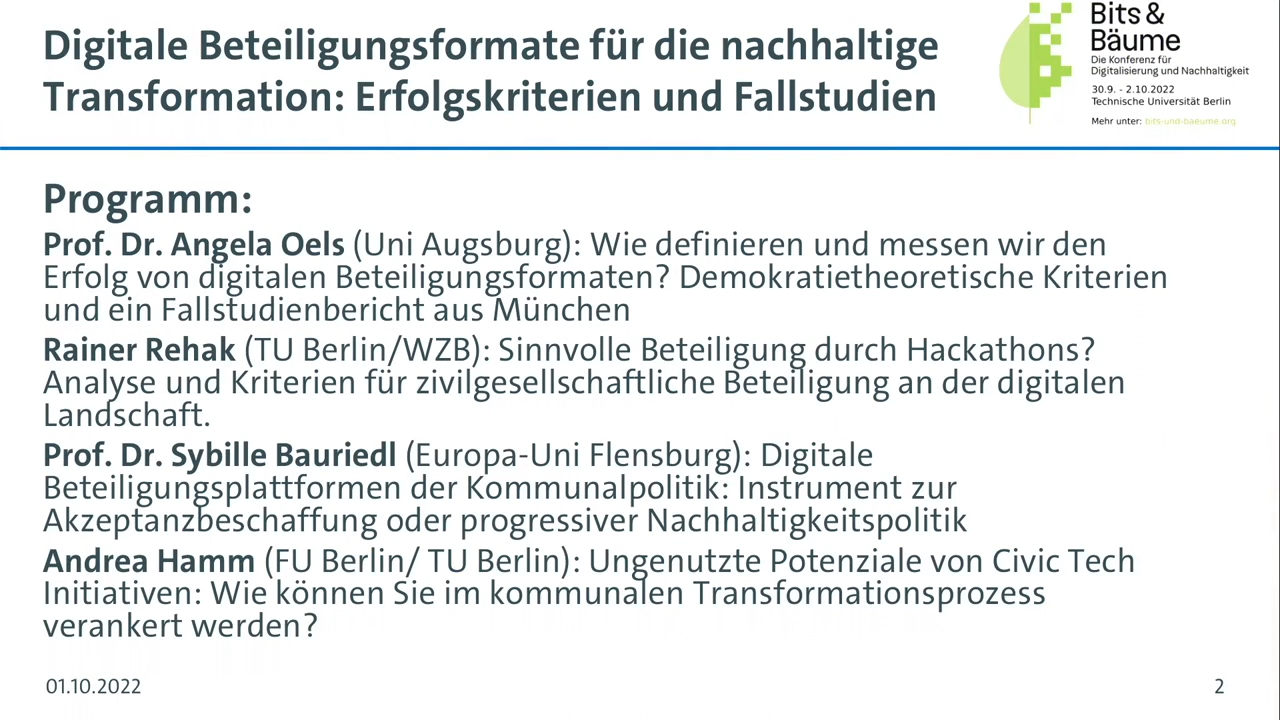 Digitale Beteiligungsformate für die nachhaltige
Transformation: Erfolgskriterien und Fallstudien
Bits &
Bäume
Die Konferenz für
Digitalisierung und Nachhaltigkeit
30.9. - 2.10.2022
Technische Universität Berlin
Mehr unter: bits-und-baeume.org
Programm:
Prof. Dr. Angela Oels (Uni Augsburg): Wie definieren und messen wir den
Erfolg von digitalen Beteiligungsformaten? Demokratietheoretische Kriterien
und ein Fallstudienbericht aus München
Rainer Rehak (TU Berlin/WZB): Sinnvolle Beteiligung durch Hackathons?
Analyse und Kriterien für zivilgesellschaftliche Beteiligung an der digitalen
Landschaft.
Prof. Dr. Sybille Bauriedl (Europa-Uni Flensburg): Digitale
Beteiligungsplattformen der Kommunalpolitik: Instrument zur
Akzeptanzbeschaffung oder progressiver Nachhaltigkeitspolitik
Andrea Hamm (FU Berlin/ TU Berlin): Ungenutzte Potenziale von Civic Tech
Initiativen: Wie können Sie im kommunalen Transformationsprozess
verankert werden?
01.10.2022
2